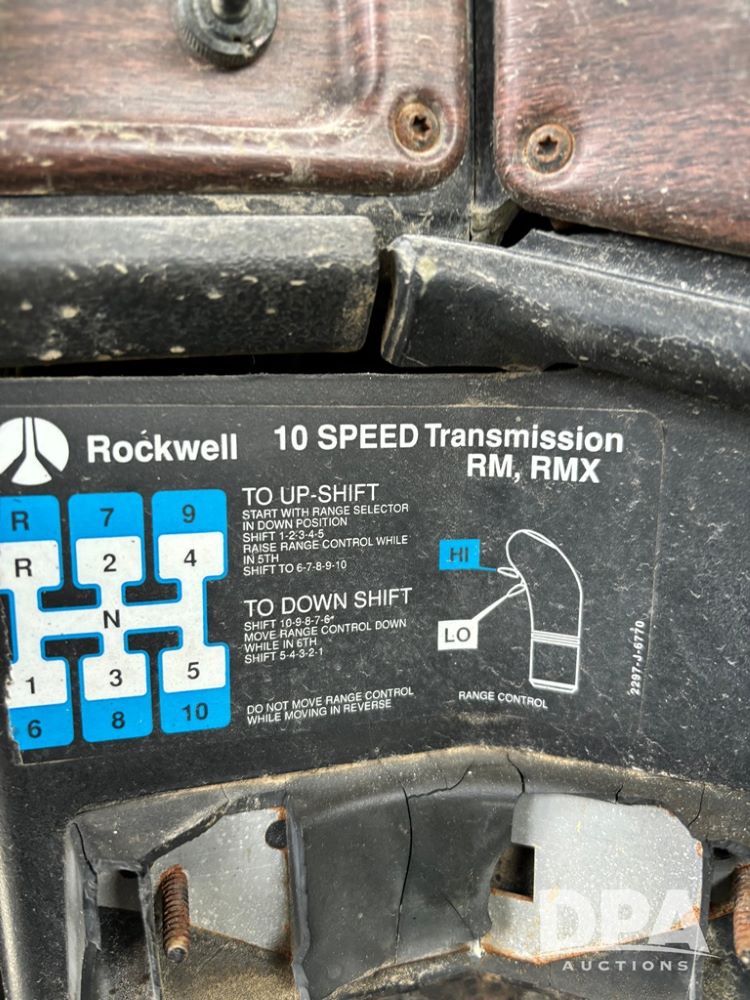 Rockwell 10 SPEED Transmission
RM, RMX
R 7 9
R 2 4
N
1 3 5
6 8 10
TO UP-SHIFT
START WITH RANGE SELECTOR
IN DOWN POSITION
SHIFT 1-2-3-4-5
RAISE RANGE CONTROL WHILE
IN 5TH
SHIFT TO 6-7-8-9-10
TO DOWN SHIFT
SHIFT 10-9-8-7-6*
MOVE RANGE CONTROL DOWN
WHILE IN 6TH
SHIFT 5-4-3-2-1
DO NOT MOVE RANGE CONTROL
WHILE MOVING IN REVERSE
HI
LO
RANGE CONTROL
2297-J-6770
DPA
AUCTIONS